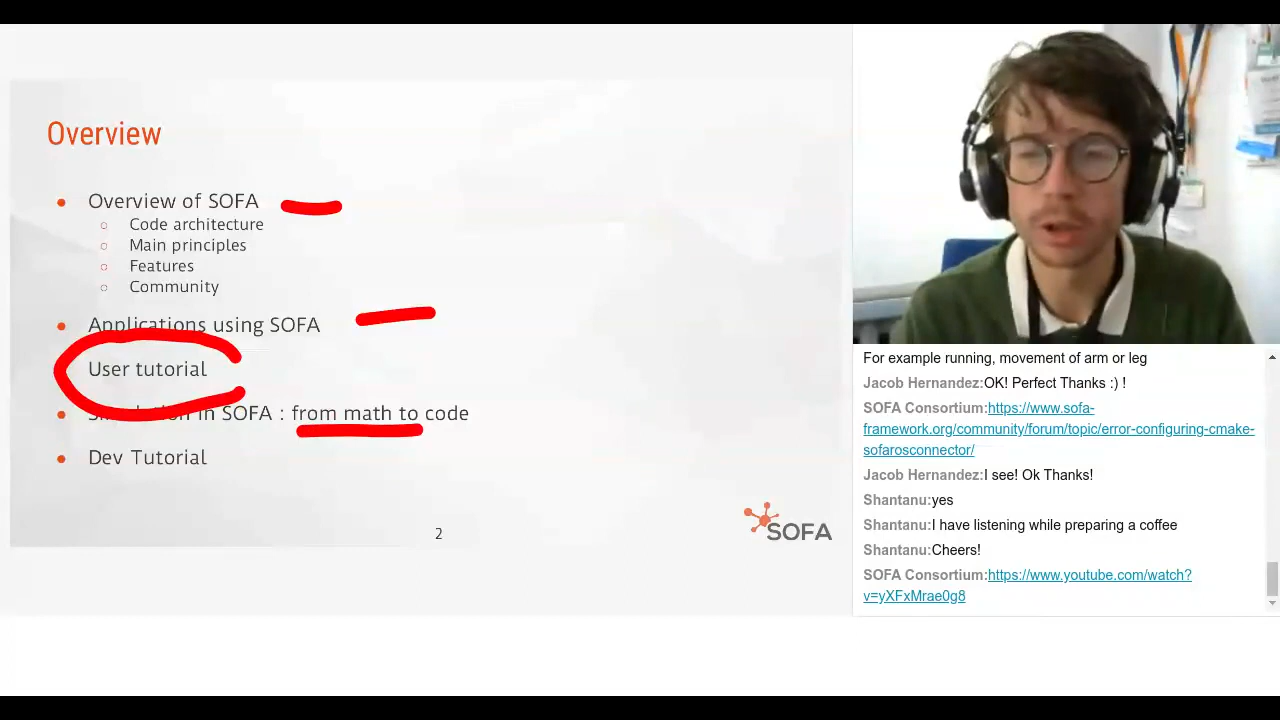 Overview
Overview of SOFA
Code architecture
Main principles
Features
Community
Applications using SOFA
User tutorial
Simulation in SOFA : from math to code
Dev Tutorial
2
SOFA
For example running, movement of arm or leg
Jacob Hernandez:OK! Perfect Thanks :) !
SOFA Consortium:https://www.sofa-
framework.org/community/forum/topic/error-configuring-cmake-
sofarosconnector/
Jacob Hernandez:I see! Ok Thanks!
Shantanu:yes
Shantanu:I have listening while preparing a coffee
Shantanu:Cheers!
SOFA Consortium:https://www.youtube.com/watch?
v=yXFxMrae0g8